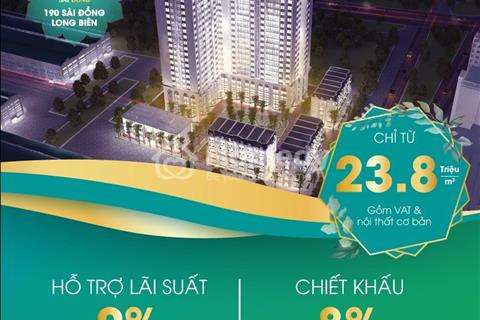 190 SÀI ĐỒNG
LONG BIÊN
CHỈ TỪ
23.8 Triệu
m²
Gồm VAT &
nội thất cơ bản
HỖ TRỢ LÃI SUẤT
CHIẾT KHẤU